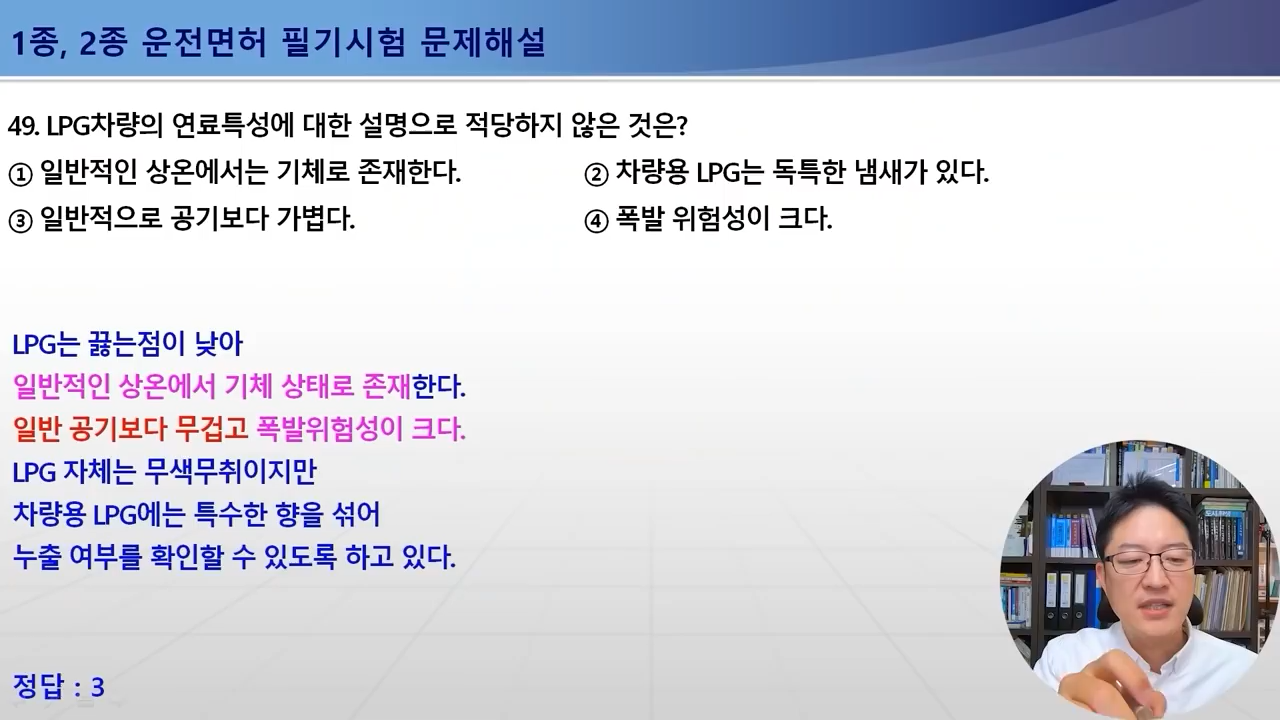 1종, 2종 운전면허 필기시험 문제해설
49. LPG차량의 연료특성에 대한 설명으로 적당하지 않은 것은?
① 일반적인 상온에서는 기체로 존재한다. ② 차량용 LPG는 독특한 냄새가 있다.
③ 일반적으로 공기보다 가볍다. ④ 폭발 위험성이 크다.
LPG는 끓는점이 낮아
일반적인 상온에서 기체 상태로 존재한다.
일반 공기보다 무겁고 폭발위험성이 크다.
LPG 자체는 무색무취이지만
차량용 LPG에는 특수한 향을 섞어
누출 여부를 확인할 수 있도록 하고 있다.
정답 : 3